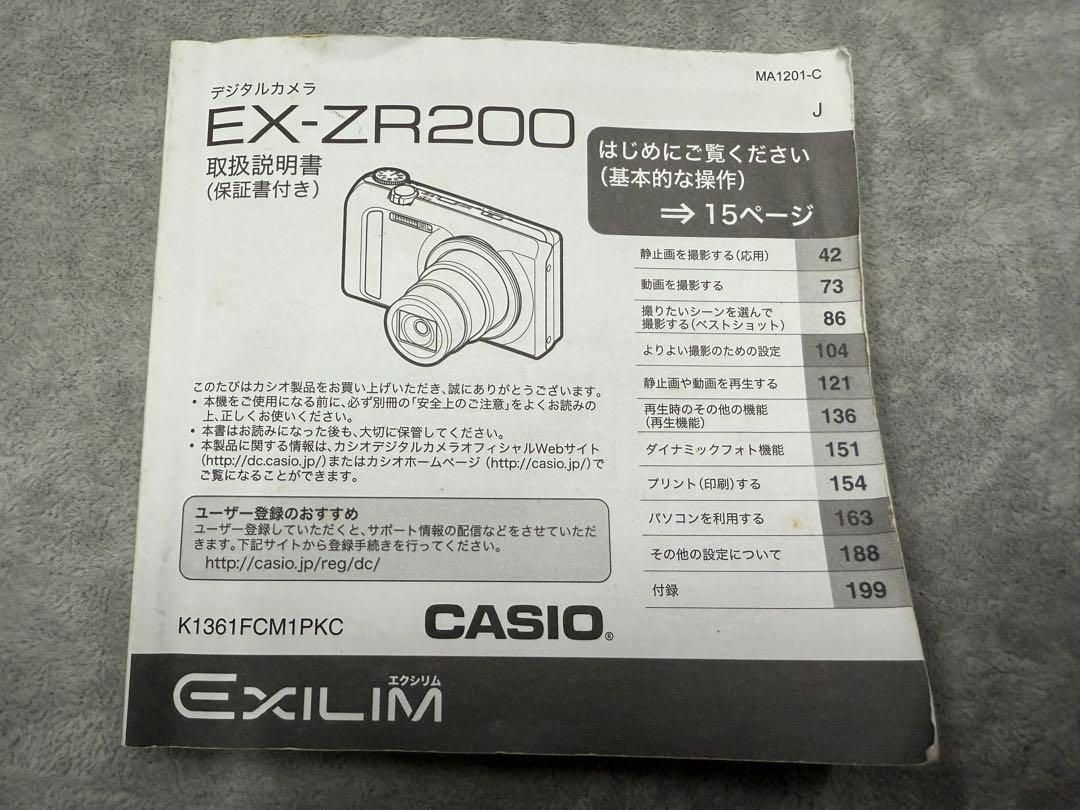 MA1201-C
J
デジタルカメラ
EX-ZR200
取扱説明書
(保証書付き)
はじめにご覧ください
(基本的な操作)
⇒ 15ページ
静止画を撮影する(応用) 42
動画を撮影する 73
撮りたいシーンを選んで
撮影する(ベストショット) 86
よりよい撮影のための設定 104
静止画や動画を再生する 121
再生時のその他の機能
(再生機能) 136
ダイナミックフォト機能 151
プリント(印刷)する 154
パソコンを利用する 163
その他の設定について 188
付録 199
このたびはカシオ製品をお買い上げいただき、誠にありがとうございます。
• 本機をご使用になる前に、必ず別冊の「安全上のご注意」をよくお読みの
上、正しくお使いください。
• 本書はお読みになった後も、大切に保管してください。
• 本製品に関する情報は、カシオデジタルカメラオフィシャルWebサイト
(http://dc.casio.jp/)またはカシオホームページ (http://casio.jp/)で
ご覧になることができます。
ユーザー登録のおすすめ
ユーザー登録していただくと、サポート情報の配信などをさせていただ
きます。下記サイトから登録手続きを行ってください。
http://casio.jp/reg/dc/
K1361FCM1PKC
CASIO®
エクシリム
EXILIM